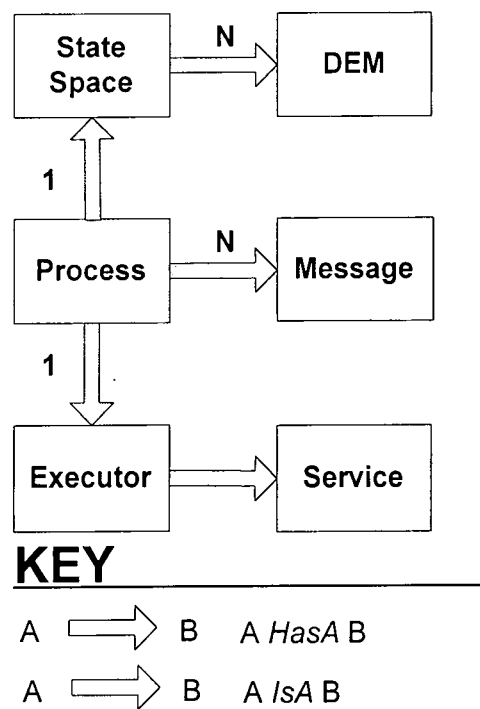 State
Space
N
DEM
1
Process
N
Message
1
Executor
Service
KEY
A B A HasA B
A B A IsA B